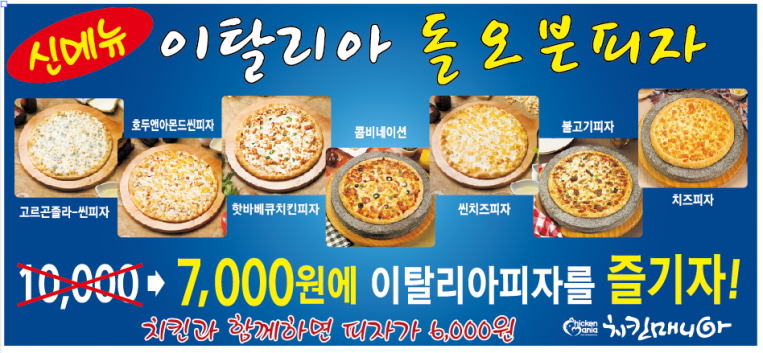 신메뉴 이탈리아 돌오븐피자
호두앤아몬드씬피자 콤비네이션 불고기피자
고르곤졸라-씬피자 핫바베큐치킨피자 씬치즈피자 치즈피자
10,000 ➡ 7,000원에 이탈리아피자를 즐기자!
치킨과 함께하면 피자가 6,000원 Chicken Mania 치킨매니아